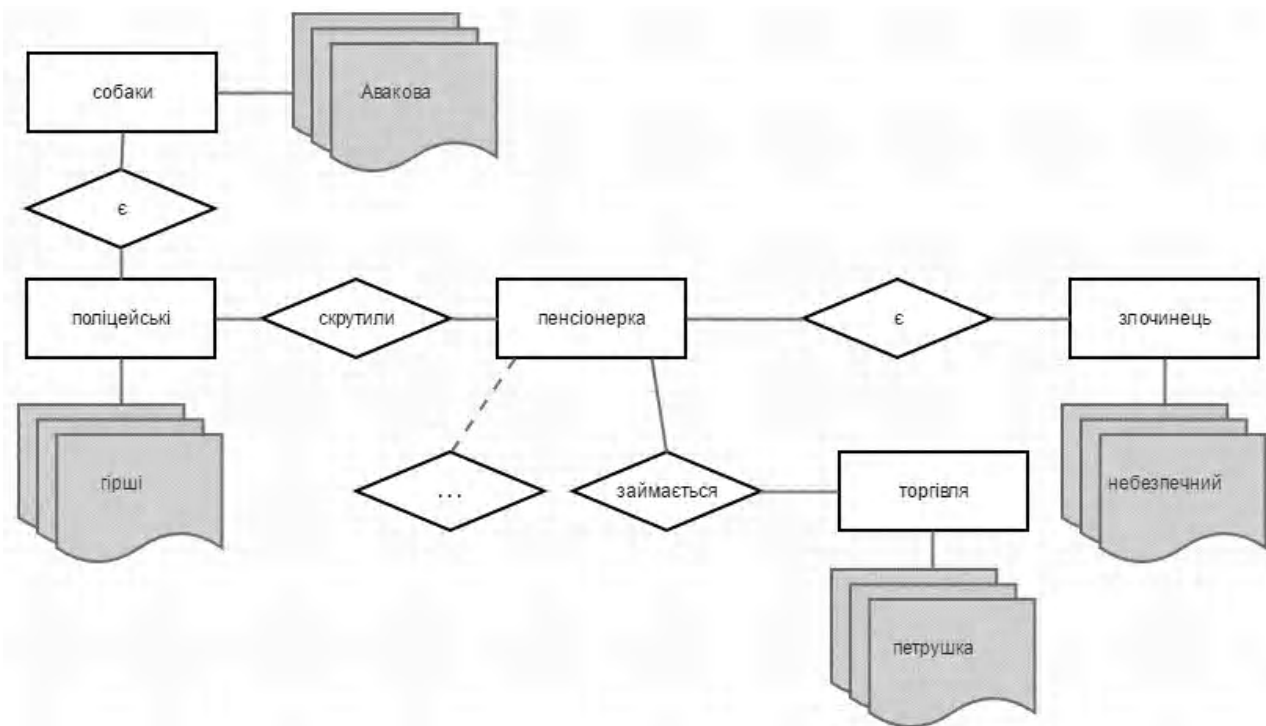 собаки
Авакова
є
поліцейські
скрутили
пенсіонерка
є
злочинець
гірші
...
займається
торгівля
небезпечний
петрушка